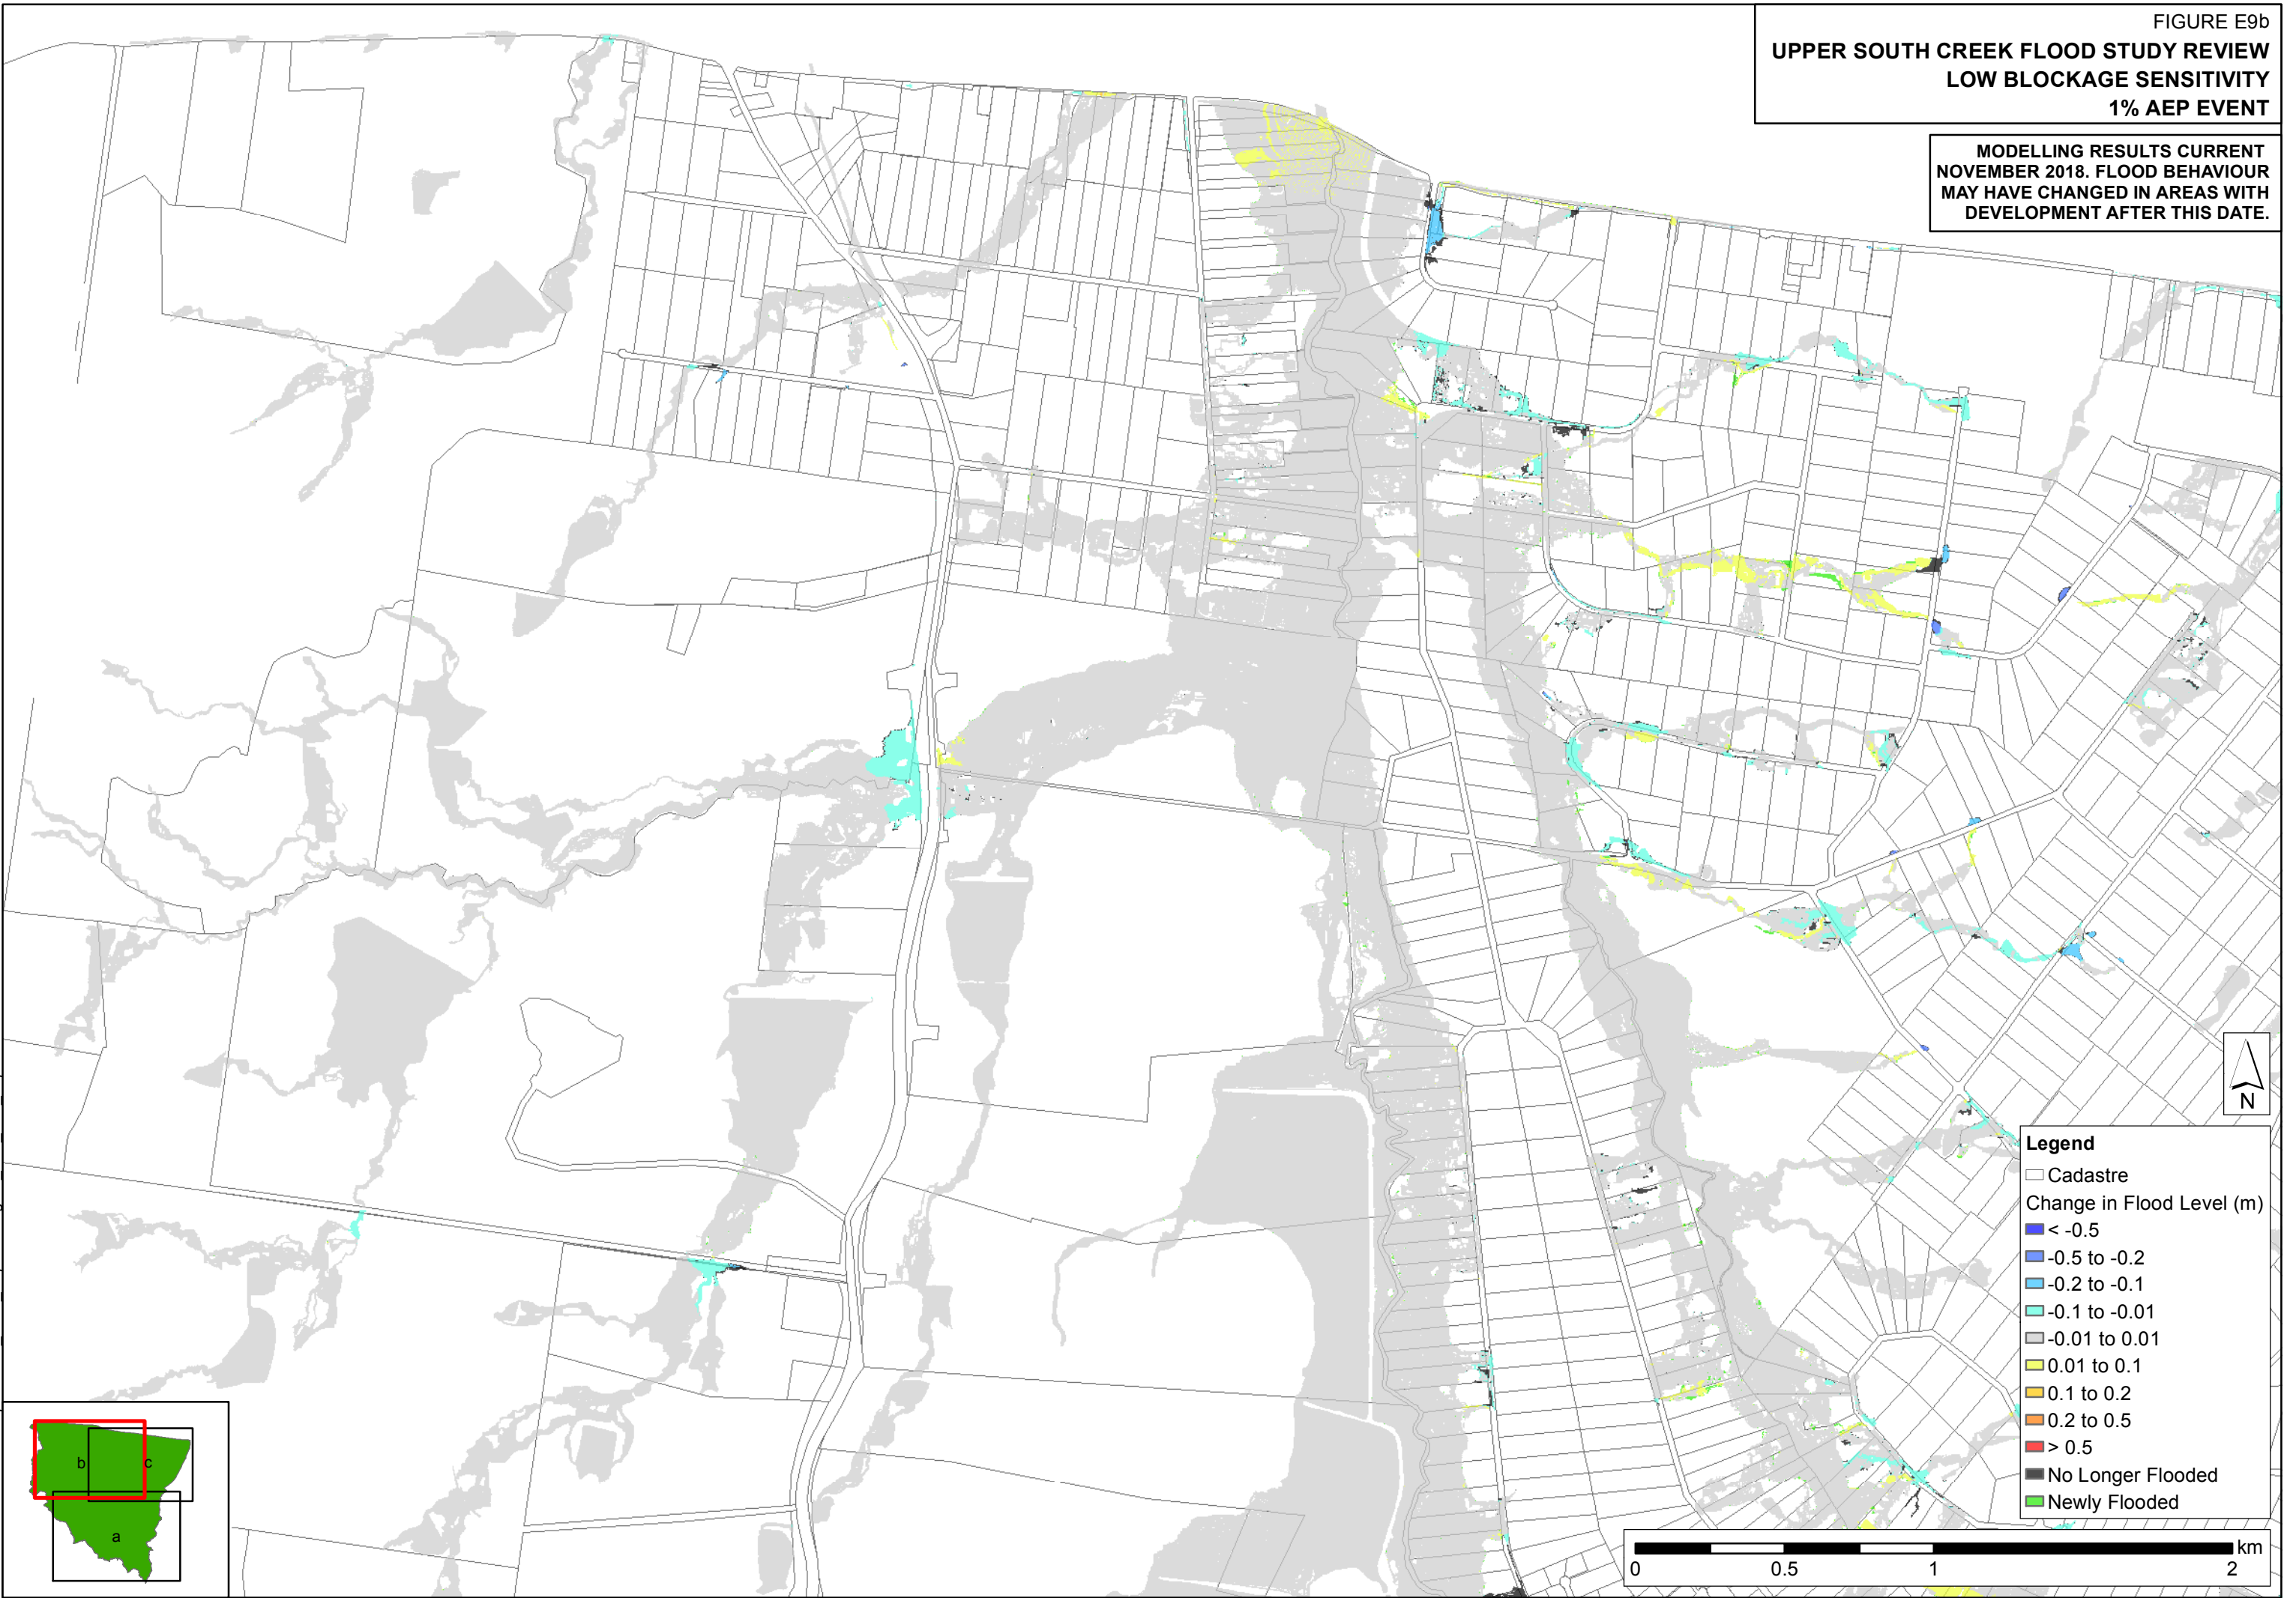 FIGURE E9b
UPPER SOUTH CREEK FLOOD STUDY REVIEW
LOW BLOCKAGE SENSITIVITY
1% AEP EVENT
MODELLING RESULTS CURRENT
NOVEMBER 2018. FLOOD BEHAVIOUR
MAY HAVE CHANGED IN AREAS WITH
DEVELOPMENT AFTER THIS DATE.
N
Legend
Cadastre
Change in Flood Level (m)
< -0.5
-0.5 to -0.2
-0.2 to -0.1
-0.1 to -0.01
-0.01 to 0.01
0.01 to 0.1
0.1 to 0.2
0.2 to 0.5
> 0.5
No Longer Flooded
Newly Flooded
b c
a
km
0 0.5 1 2